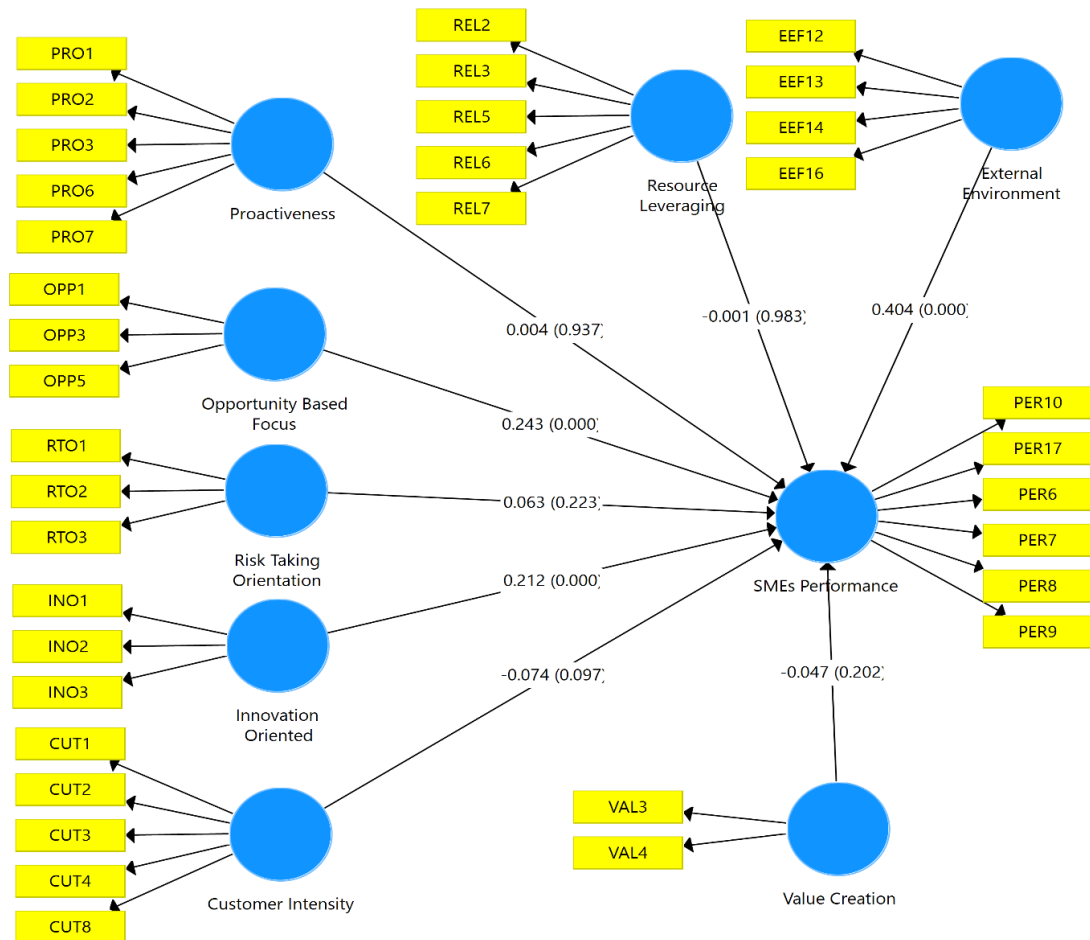 PRO1
PRO2
PRO3
PRO6
PRO7
Proactiveness
REL2
REL3
REL5
REL6
REL7
Resource
Leveraging
EEF12
EEF13
EEF14
EEF16
External
Environment
OPP1
OPP3
OPP5
Opportunity Based
Focus
RTO1
RTO2
RTO3
Risk Taking
Orientation
INO1
INO2
INO3
Innovation
Oriented
CUT1
CUT2
CUT3
CUT4
CUT8
Customer Intensity
0.004 (0.937)
-0.001 (0.983)
0.404 (0.000)
0.243 (0.000)
0.063 (0.223)
0.212 (0.000)
-0.074 (0.097)
-0.047 (0.202)
SMEs Performance
PER10
PER17
PER6
PER7
PER8
PER9
VAL3
VAL4
Value Creation